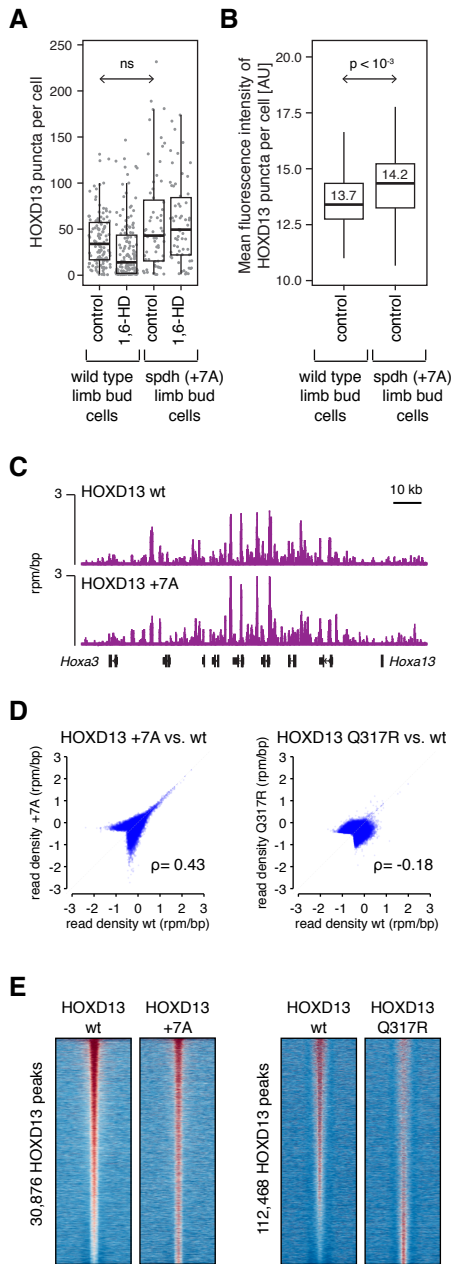 A
HOXD13 puncta per cell
250
200
150
100
50
0
ns
control
1,6-HD
control
1,6-HD
wild type
limb bud
cells
spdh (+7A)
limb bud
cells
B
Mean fluorescence intensity of
HOXD13 puncta per cell [AU]
20.0
17.5
15.0
12.5
10.0
p < 10⁻³
13.7
14.2
control
control
wild type
limb bud
cells
spdh (+7A)
limb bud
cells
C
rpm/bp
3
HOXD13 wt
10 kb
3
HOXD13 +7A
Hoxa3
Hoxa13
D
HOXD13 +7A vs. wt
read density +7A (rpm/bp)
3
2
1
0
-1
-2
-3
ρ= 0.43
-3 -2 -1 0 1 2 3
read density wt (rpm/bp)
HOXD13 Q317R vs. wt
read density Q317R (rpm/bp)
3
2
1
0
-1
-2
-3
ρ= -0.18
-3 -2 -1 0 1 2 3
read density wt (rpm/bp)
E
HOXD13
wt
HOXD13
+7A
30,876 HOXD13 peaks
HOXD13
wt
HOXD13
Q317R
112,468 HOXD13 peaks